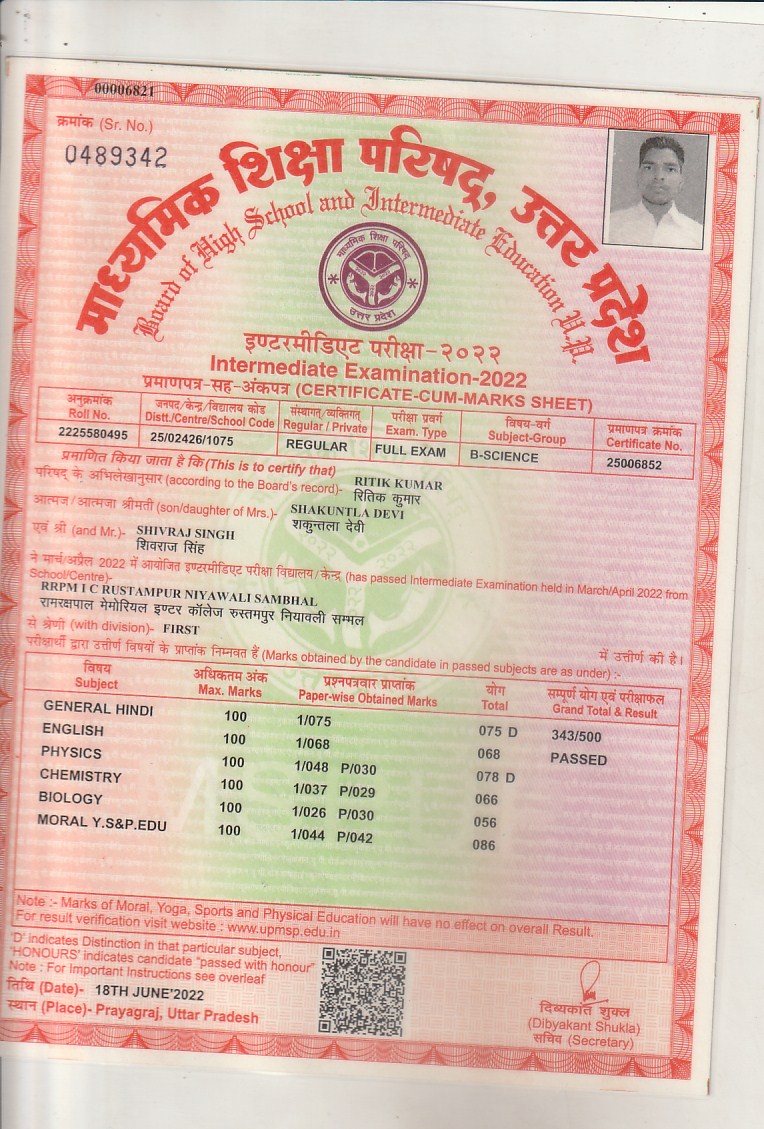 00006821
क्रमांक (Sr. No.)
0489342
माध्यमिक शिक्षा परिषद्, उत्तर प्रदेश
Board of High School and Intermediate Education U.P.
माध्यमिक शिक्षा परिषद्
उत्तर प्रदेश
इण्टरमीडिएट परीक्षा-२०२२
Intermediate Examination-2022
प्रमाणपत्र-सह-अंकपत्र (CERTIFICATE-CUM-MARKS SHEET)
अनुक्रमांक जनपद/केन्द्र/विद्यालय कोड संस्थागत्/व्यक्तिगत् परीक्षा प्रवर्ग विषय-वर्ग प्रमाणपत्र क्रमांक
Roll No. Distt./Centre/School Code Regular / Private Exam. Type Subject-Group Certificate No.
2225580495 25/02426/1075 REGULAR FULL EXAM B-SCIENCE 25006852
प्रमाणित किया जाता है कि (This is to certify that)
परिषद् के अभिलेखानुसार (according to the Board's record)- RITIK KUMAR
रितिक कुमार
आत्मज/आत्मजा श्रीमती (son/daughter of Mrs.)- SHAKUNTLA DEVI
शकुन्तला देवी
एवं श्री (and Mr.)- SHIVRAJ SINGH
शिवराज सिंह
ने मार्च/अप्रैल 2022 में आयोजित इण्टरमीडिएट परीक्षा विद्यालय/केन्द्र (has passed Intermediate Examination held in March/April 2022 from
School/Centre)-
RRPM I C RUSTAMPUR NIYAWALI SAMBHAL
रामरक्षपाल मेमोरियल इण्टर कॉलेज रुस्तमपुर नियावली सम्भल
से श्रेणी (with division)- FIRST में उत्तीर्ण की है।
परीक्षार्थी द्वारा उत्तीर्ण विषयों के प्राप्तांक निम्नवत हैं (Marks obtained by the candidate in passed subjects are as under) :-
विषय अधिकतम अंक प्रश्नपत्रवार प्राप्तांक योग सम्पूर्ण योग एवं परीक्षाफल
Subject Max. Marks Paper-wise Obtained Marks Total Grand Total & Result
GENERAL HINDI 100 1/075 075 D 343/500
ENGLISH 100 1/068 068 PASSED
PHYSICS 100 1/048 P/030 078 D
CHEMISTRY 100 1/037 P/029 066
BIOLOGY 100 1/026 P/030 056
MORAL Y.S&P.EDU 100 1/044 P/042 086
Note :- Marks of Moral, Yoga, Sports and Physical Education will have no effect on overall Result.
For result verification visit website : www.upmsp.edu.in
'D' indicates Distinction in that particular subject,
'HONOURS' indicates candidate "passed with honour"
Note : For Important Instructions see overleaf
तिथि (Date)- 18TH JUNE'2022
स्थान (Place)- Prayagraj, Uttar Pradesh
दिब्यकांत शुक्ल
(Dibyakant Shukla)
सचिव (Secretary)